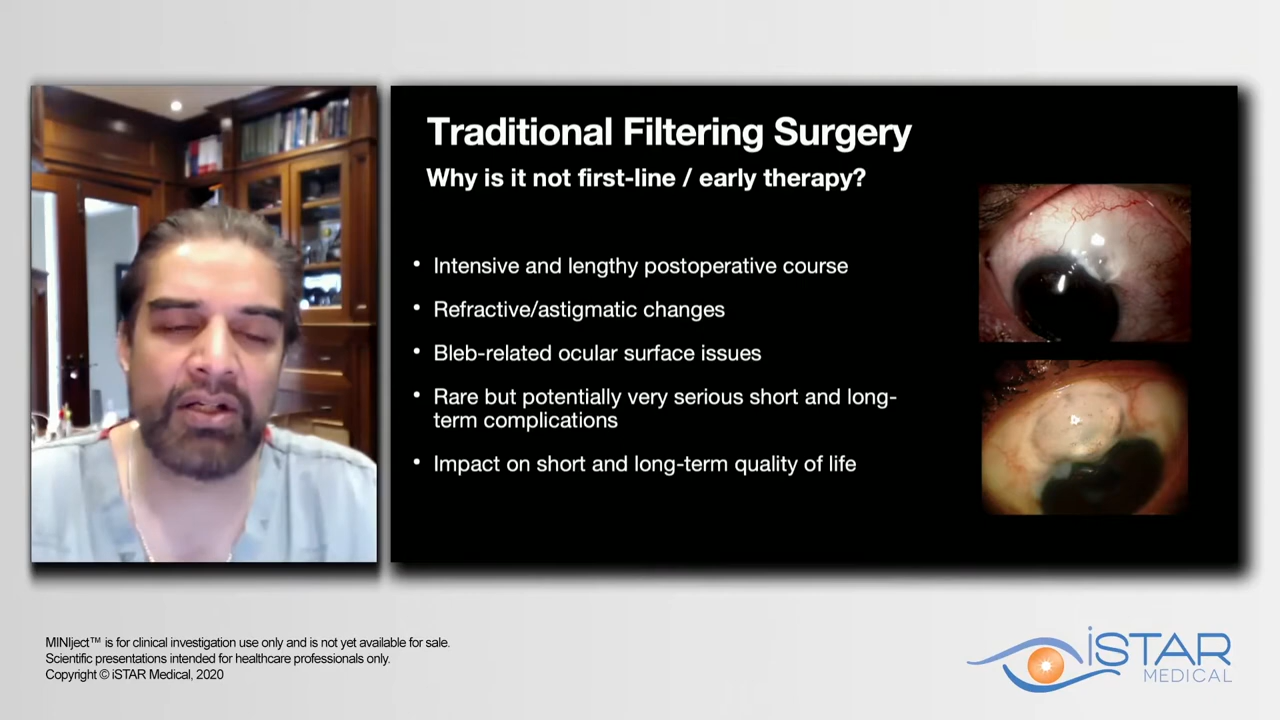 Traditional Filtering Surgery
Why is it not first-line / early therapy?
• Intensive and lengthy postoperative course
• Refractive/astigmatic changes
• Bleb-related ocular surface issues
• Rare but potentially very serious short and long-
term complications
• Impact on short and long-term quality of life
MINIject™ is for clinical investigation use only and is not yet available for sale.
Scientific presentations intended for healthcare professionals only.
Copyright © iSTAR Medical, 2020
iSTAR
MEDICAL